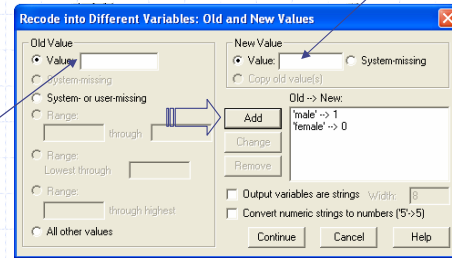 Recode into Different Variables: Old and New Values
Old Value
Value:
System-missing
System- or user-missing
Range:
through
Range:
Lowest through
Range:
through highest
All other values
New Value
Value:
System-missing
Copy old value(s)
Old --> New:
Add
Change
Remove
'male' --> 1
'female' --> 0
Output variables are strings
Width: 8
Convert numeric strings to numbers ('5'->5)
Continue
Cancel
Help